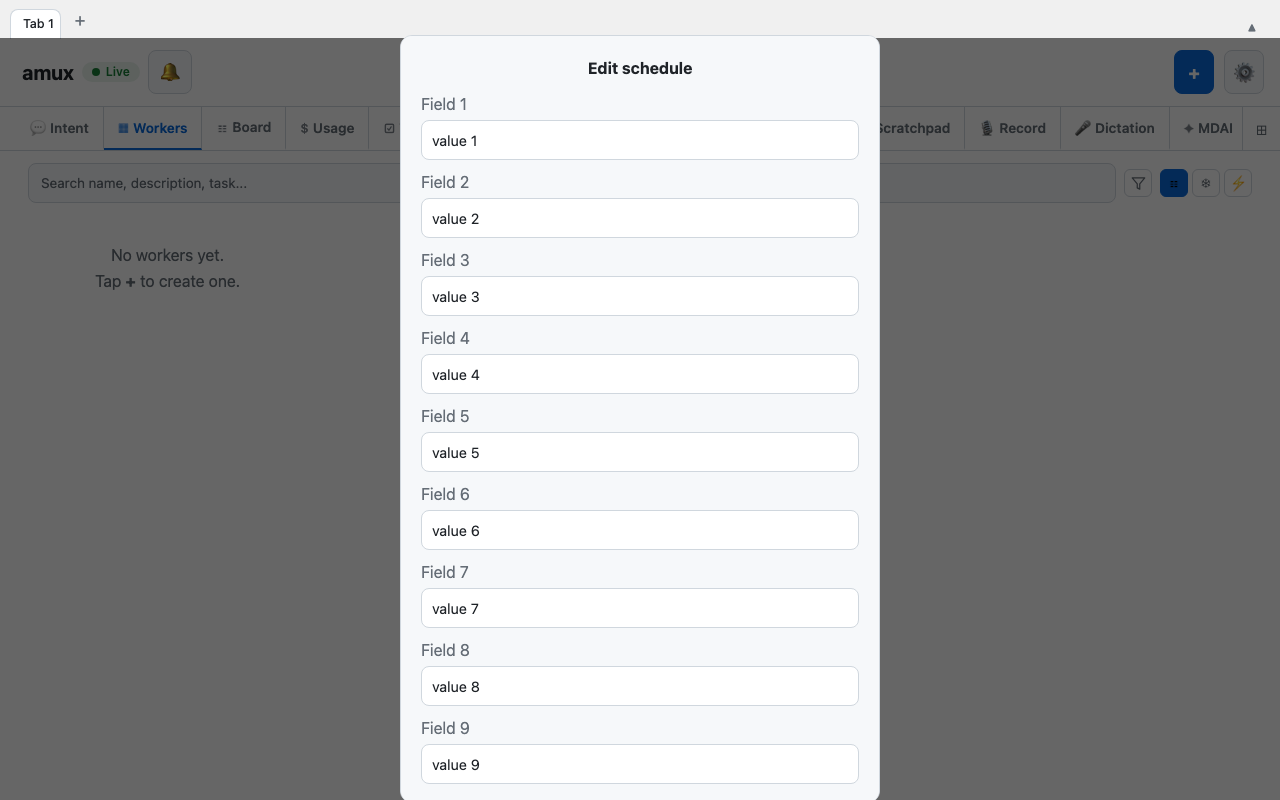 Tab 1 +
▲
amux Live
+
Intent
Workers
Board
$ Usage
Scratchpad
Record
Dictation
MDAI
Search name, description, task...
No workers yet.
Tap + to create one.
Edit schedule
Field 1
value 1
Field 2
value 2
Field 3
value 3
Field 4
value 4
Field 5
value 5
Field 6
value 6
Field 7
value 7
Field 8
value 8
Field 9
value 9